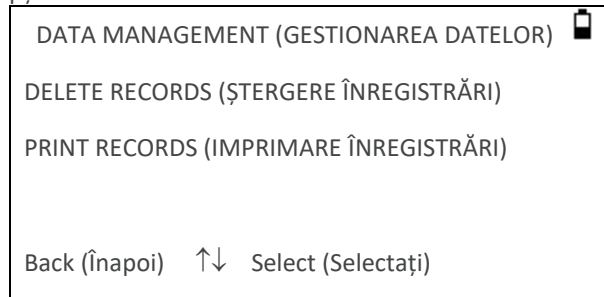 DATA MANAGEMENT (GESTIONAREA DATELOR)
DELETE RECORDS (ȘTERGERE ÎNREGISTRĂRI)
PRINT RECORDS (IMPRIMARE ÎNREGISTRĂRI)
Back (Înapoi) ↑↓ Select (Selectați)